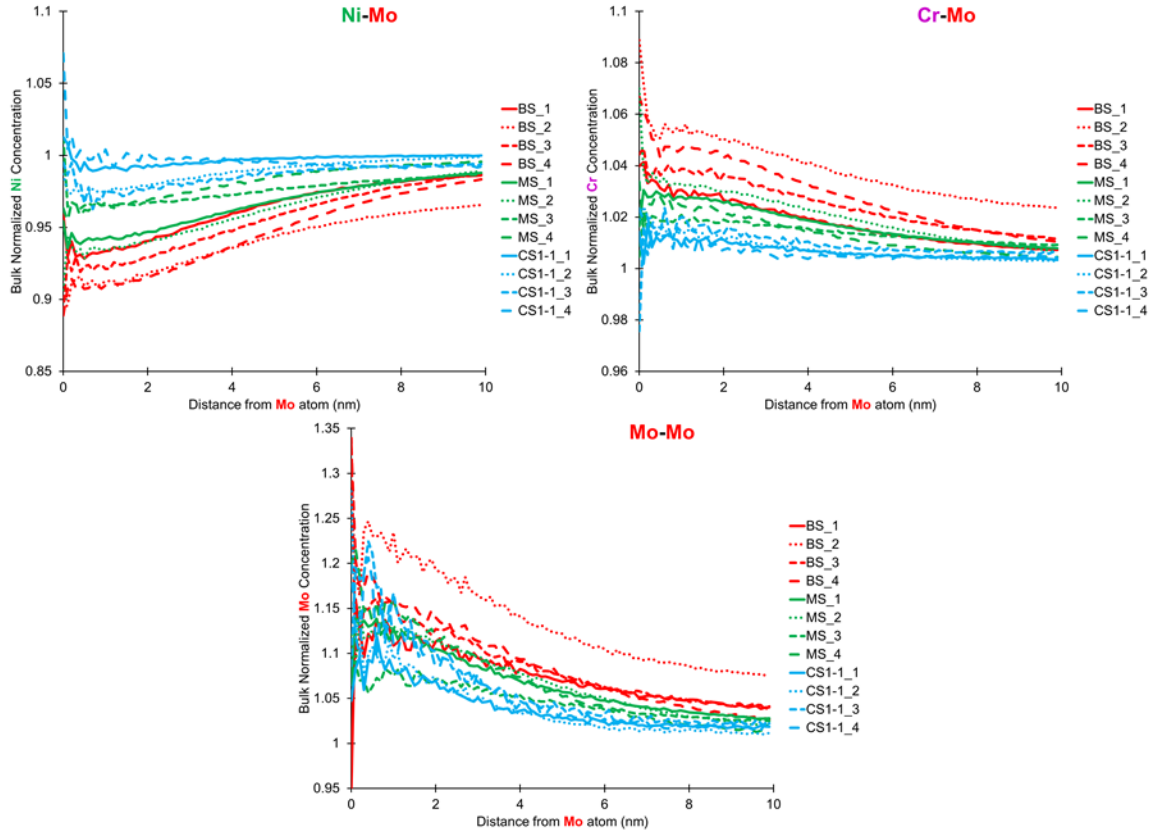 Ni-Mo
1.1
1.05
1
0.95
0.9
0.85
0
2
4
6
8
10
Bulk Normalized Ni Concentration
Distance from Mo atom (nm)
BS_1
BS_2
BS_3
BS_4
MS_1
MS_2
MS_3
MS_4
CS1-1_1
CS1-1_2
CS1-1_3
CS1-1_4
Cr-Mo
1.1
1.08
1.06
1.04
1.02
1
0.98
0.96
0
2
4
6
8
10
Bulk Normalized Cr Concentration
Distance from Mo atom (nm)
BS_1
BS_2
BS_3
BS_4
MS_1
MS_2
MS_3
MS_4
CS1-1_1
CS1-1_2
CS1-1_3
CS1-1_4
Mo-Mo
1.35
1.3
1.25
1.2
1.15
1.1
1.05
1
0.95
0
2
4
6
8
10
Bulk Normalized Mo Concentration
Distance from Mo atom (nm)
BS_1
BS_2
BS_3
BS_4
MS_1
MS_2
MS_3
MS_4
CS1-1_1
CS1-1_2
CS1-1_3
CS1-1_4